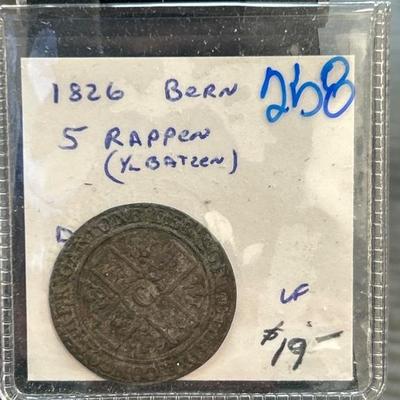 1826 BERN 258
5 RAPPEN
(½ BATZEN)
VF
$19-